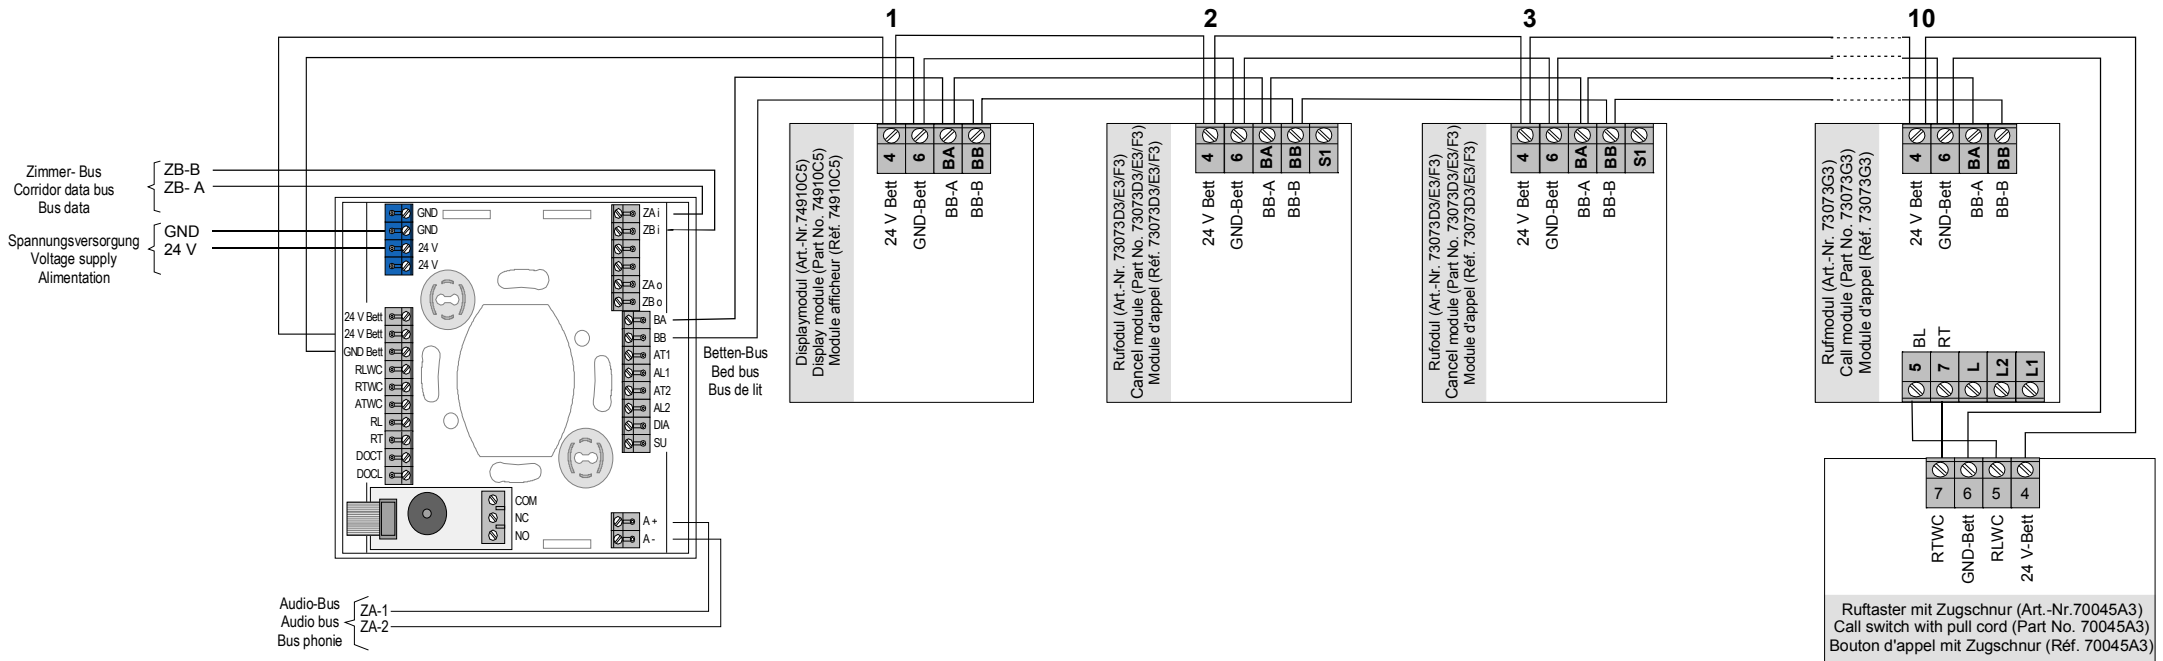 1
2
3
10
Zimmer- Bus
Corridor data bus
Bus data
ZB-B
ZB- A
Spannungsversorgung
Voltage supply
Alimentation
GND
24 V
GND
GND
24 V
24 V
24 V Bett
24 V Bett
GND Bett
RLWC
RTWC
ATWC
RL
RT
DOCT
DOCL
COM
NC
NO
ZA i
ZB i
ZA o
ZB o
BA
BB
AT1
AL1
AT2
AL2
DIA
SU
A +
A -
Betten-Bus
Bed bus
Bus de lit
Audio-Bus
Audio bus
Bus phonie
ZA-1
ZA-2
Displaymodul (Art.-Nr.74910C5)
Display module (Part No. 74910C5)
Module afficheur (Réf. 74910C5)
4
6
BA
BB
24 V Bett
GND-Bett
BB-A
BB-B
Rufodul (Art.-Nr. 73073D3/E3/F3)
Cancel module (Part No. 73073D3/E3/F3)
Module d'appel (Réf. 73073D3/E3/F3)
4
6
BA
BB
S1
24 V Bett
GND-Bett
BB-A
BB-B
Rufodul (Art.-Nr. 73073D3/E3/F3)
Cancel module (Part No. 73073D3/E3/F3)
Module d'appel (Réf. 73073D3/E3/F3)
4
6
BA
BB
S1
24 V Bett
GND-Bett
BB-A
BB-B
Rufmodul (Art.-Nr. 73073G3)
Call module (Part No. 73073G3)
Module d'appel (Réf. 73073G3)
4
6
BA
BB
24 V Bett
GND-Bett
BB-A
BB-B
BL
RT
5
7
L
L2
L1
7
6
5
4
RTWC
GND-Bett
RLWC
24 V-Bett
Ruftaster mit Zugschnur (Art.-Nr.70045A3)
Call switch with pull cord (Part No. 70045A3)
Bouton d'appel mit Zugschnur (Réf. 70045A3)